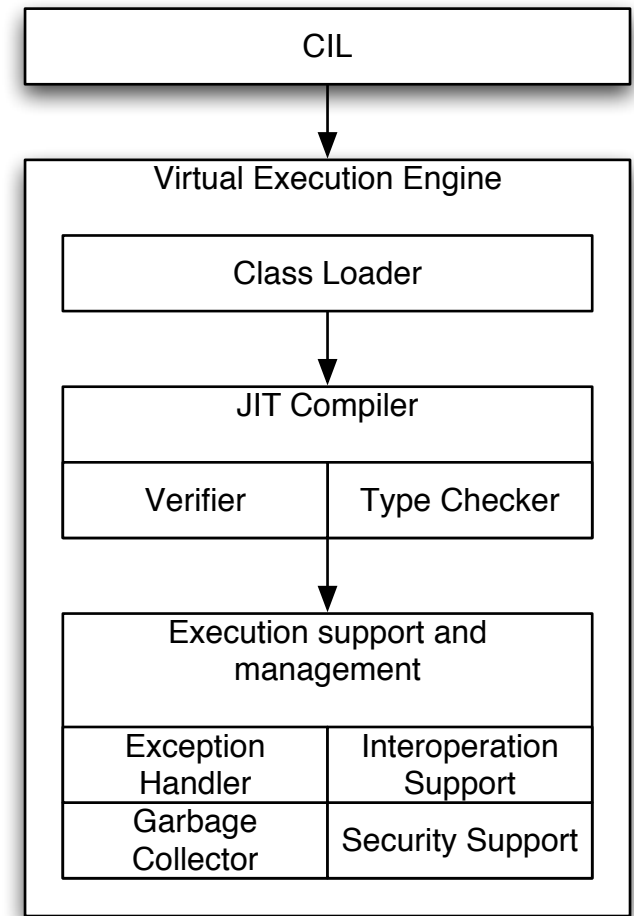 CIL
Virtual Execution Engine
Class Loader
JIT Compiler
Verifier
Type Checker
Execution support and
management
Exception
Handler
Interoperation
Support
Garbage
Collector
Security Support